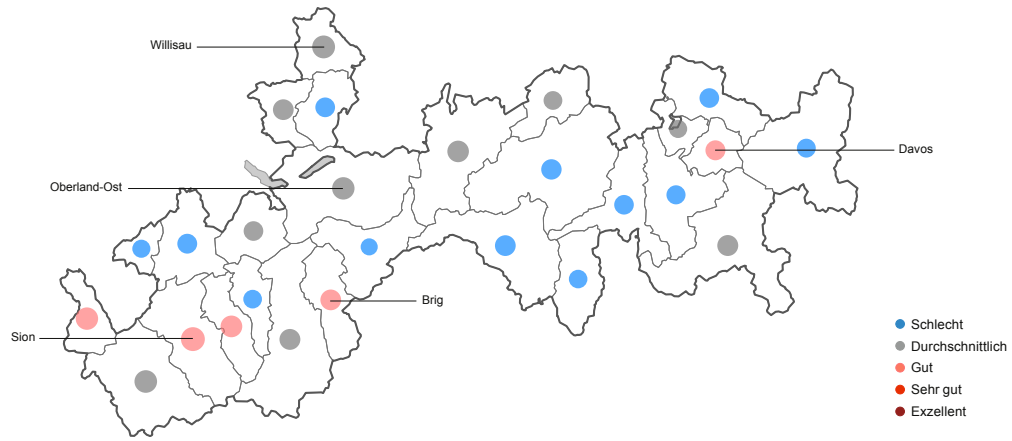 Willisau
Davos
Oberland-Ost
Brig
Sion
Schlecht
Durchschnittlich
Gut
Sehr gut
Exzellent